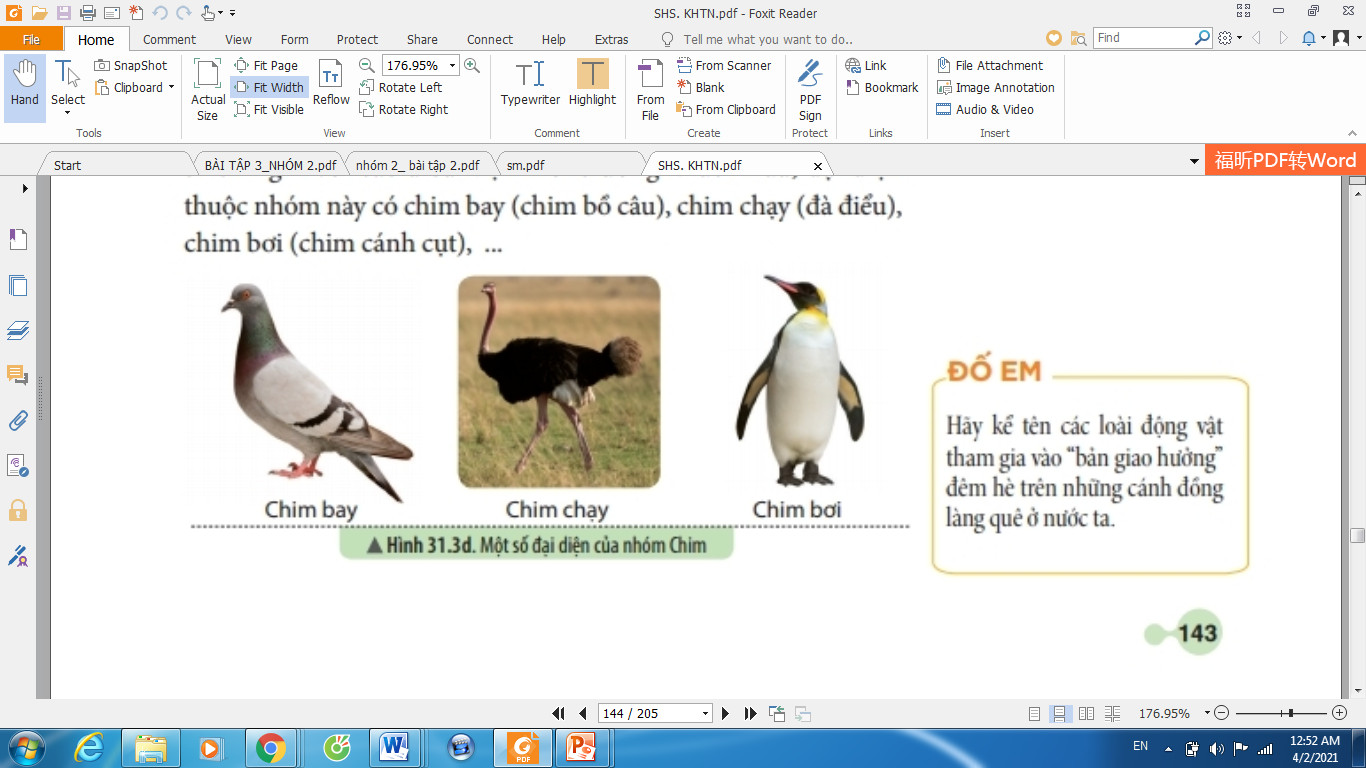 SHS. KHTN.pdf - Foxit Reader
File Home Comment View Form Protect Share Connect Help Extras Tell me what you want to do.. Find
Hand
Select
SnapShot
Clipboard
Tools
Actual Size
Fit Page
Fit Width
Fit Visible
Reflow
176.95%
Rotate Left
Rotate Right
View
Typewriter
Highlight
Comment
From File
From Scanner
Blank
From Clipboard
Create
PDF Sign
Protect
Link
Bookmark
Links
File Attachment
Image Annotation
Audio & Video
Insert
Start BÀI TẬP 3_NHÓM 2.pdf nhóm 2_ bài tập 2.pdf sm.pdf SHS. KHTN.pdf 福昕PDF转Word
thuộc nhóm này có chim bay (chim bồ câu), chim chạy (đà điểu),
chim bơi (chim cánh cụt), ...
Chim bay Chim chạy Chim bơi
▲ Hình 31.3d. Một số đại diện của nhóm Chim
ĐỐ EM
Hãy kể tên các loài động vật
tham gia vào “bản giao hưởng”
đêm hè trên những cánh đồng
làng quê ở nước ta.
143
144 / 205
176.95%
EN
12:52 AM
4/2/2021